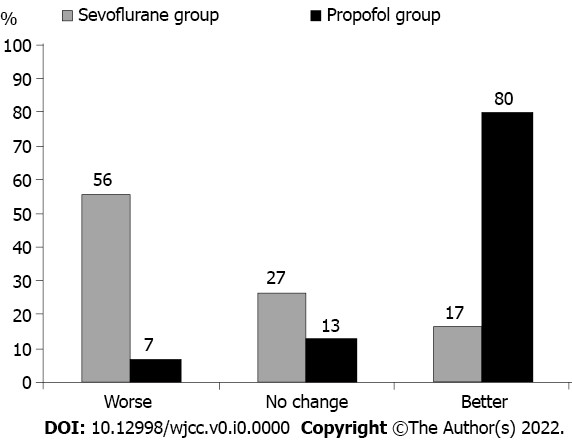 % Sevoflurane group Propofol group
100
90
80
70
60
50
40
30
20
10
0
56 7 27 13 17 80
Worse No change Better
DOI: 10.12998/wjcc.v0.i0.0000 Copyright ©The Author(s) 2022.